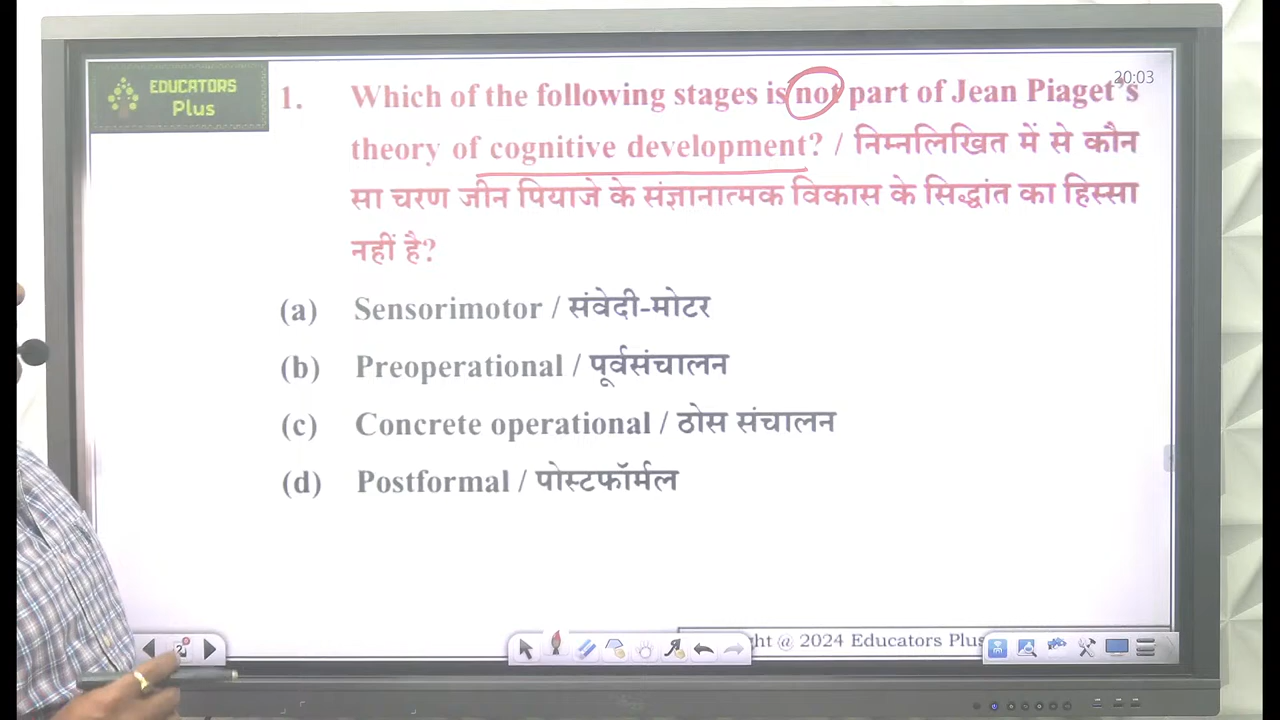 EDUCATORS
Plus
20:03
1. Which of the following stages is not part of Jean Piaget's
theory of cognitive development? / निम्नलिखित में से कौन
सा चरण जीन पियाजे के संज्ञानात्मक विकास के सिद्धांत का हिस्सा
नहीं है?
(a) Sensorimotor / संवेदी-मोटर
(b) Preoperational / पूर्वसंचालन
(c) Concrete operational / ठोस संचालन
(d) Postformal / पोस्टफॉर्मल
@ 2024 Educators Plus